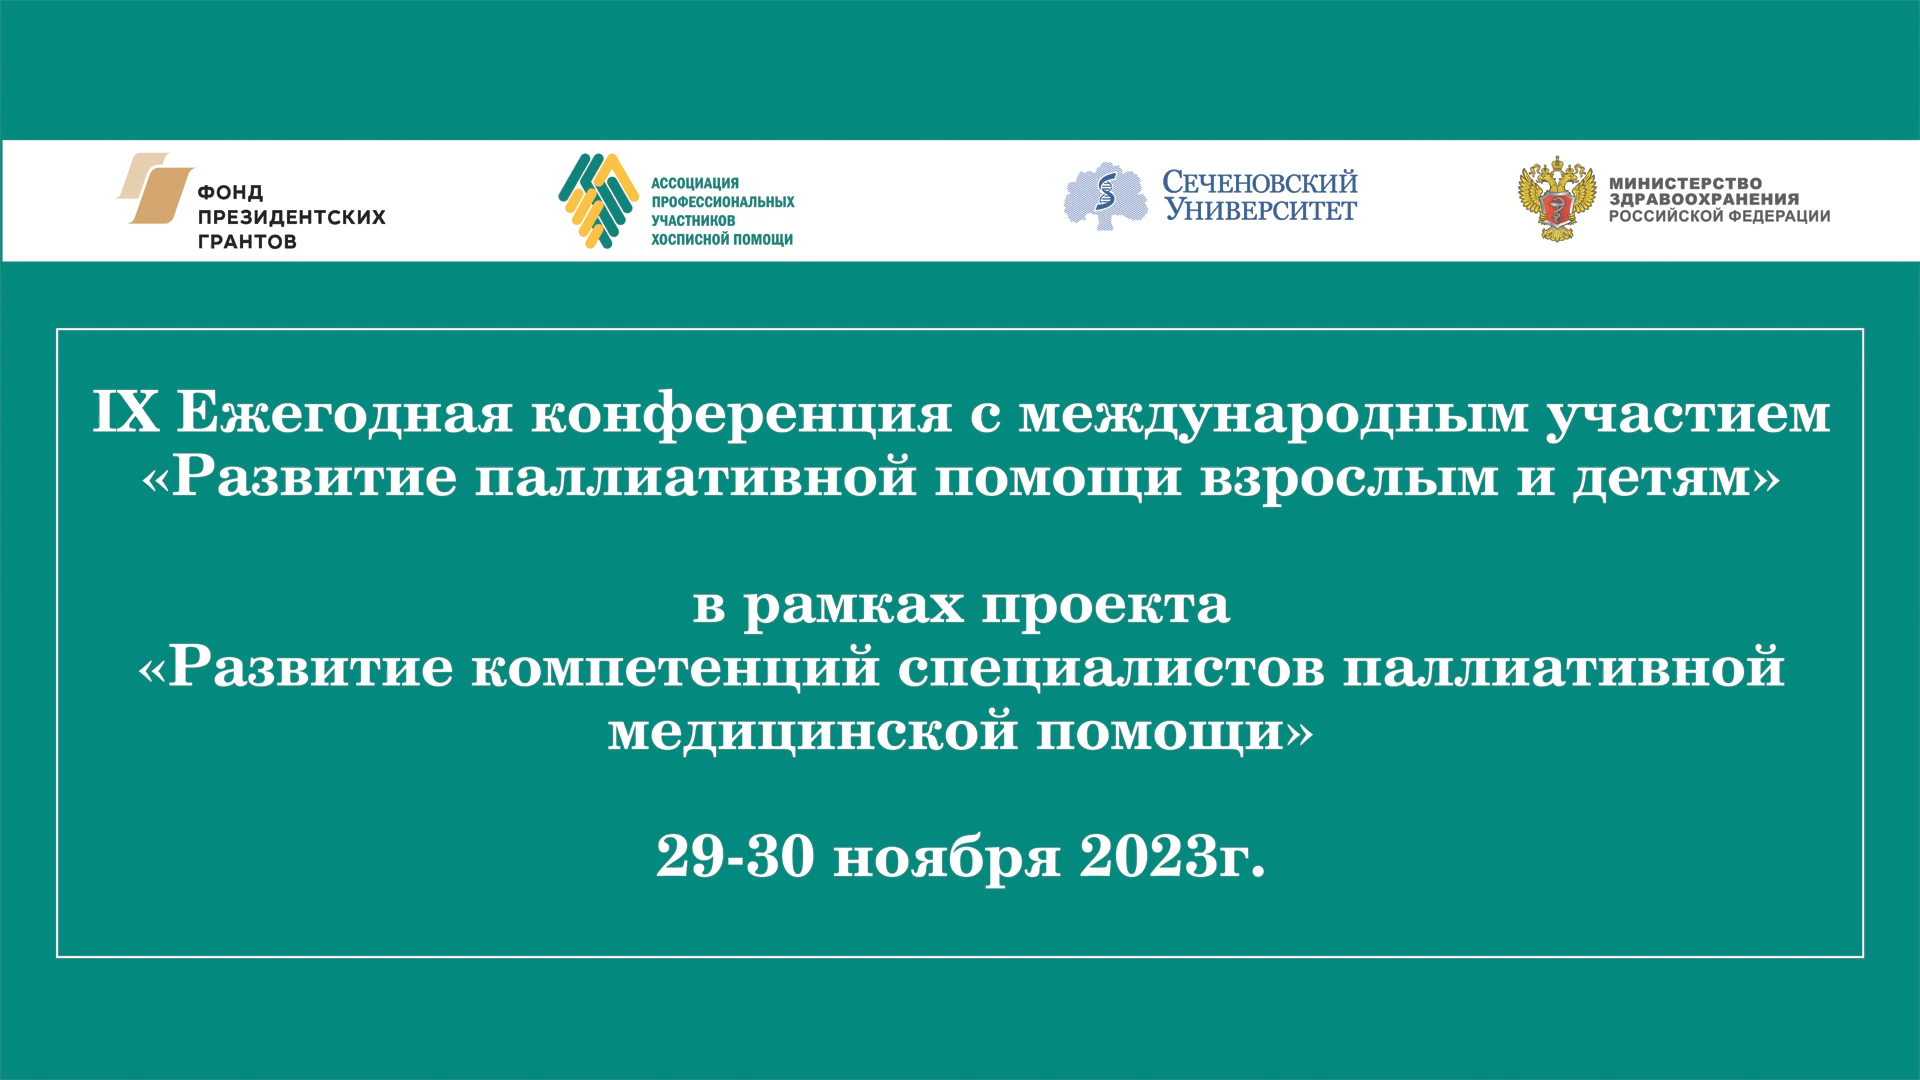 ФОНД
ПРЕЗИДЕНТСКИХ
ГРАНТОВ
АССОЦИАЦИЯ
ПРОФЕССИОНАЛЬНЫХ
УЧАСТНИКОВ
ХОСПИСНОЙ ПОМОЩИ
СЕЧЕНОВСКИЙ
УНИВЕРСИТЕТ
МИНИСТЕРСТВО
ЗДРАВООХРАНЕНИЯ
РОССИЙСКОЙ ФЕДЕРАЦИИ
IX Ежегодная конференция с международным участием
«Развитие паллиативной помощи взрослым и детям»
в рамках проекта
«Развитие компетенций специалистов паллиативной
медицинской помощи»
29-30 ноября 2023г.